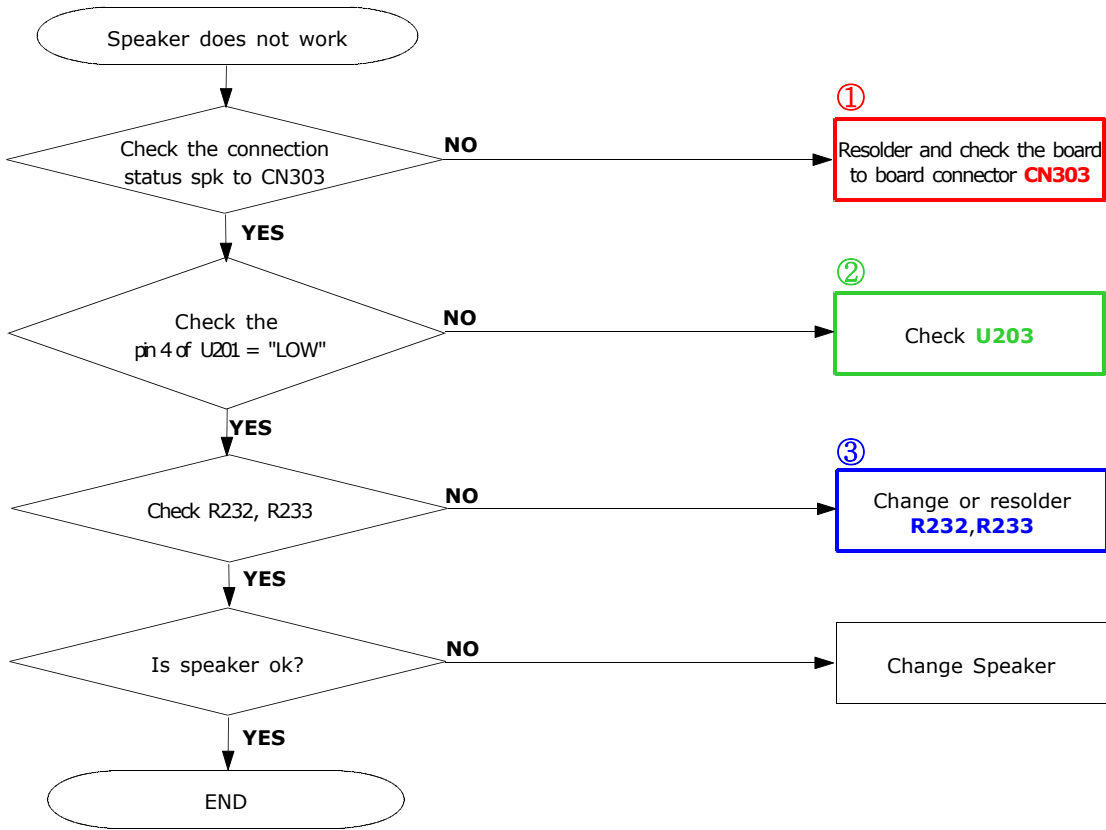 Speaker does not work
①
Check the connection
status spk to CN303
NO
Resolder and check the board
to board connector CN303
YES
②
Check the
pin 4 of U201 = "LOW"
NO
Check U203
YES
③
Check R232, R233
NO
Change or resolder
R232,R233
YES
Is speaker ok?
NO
Change Speaker
YES
END